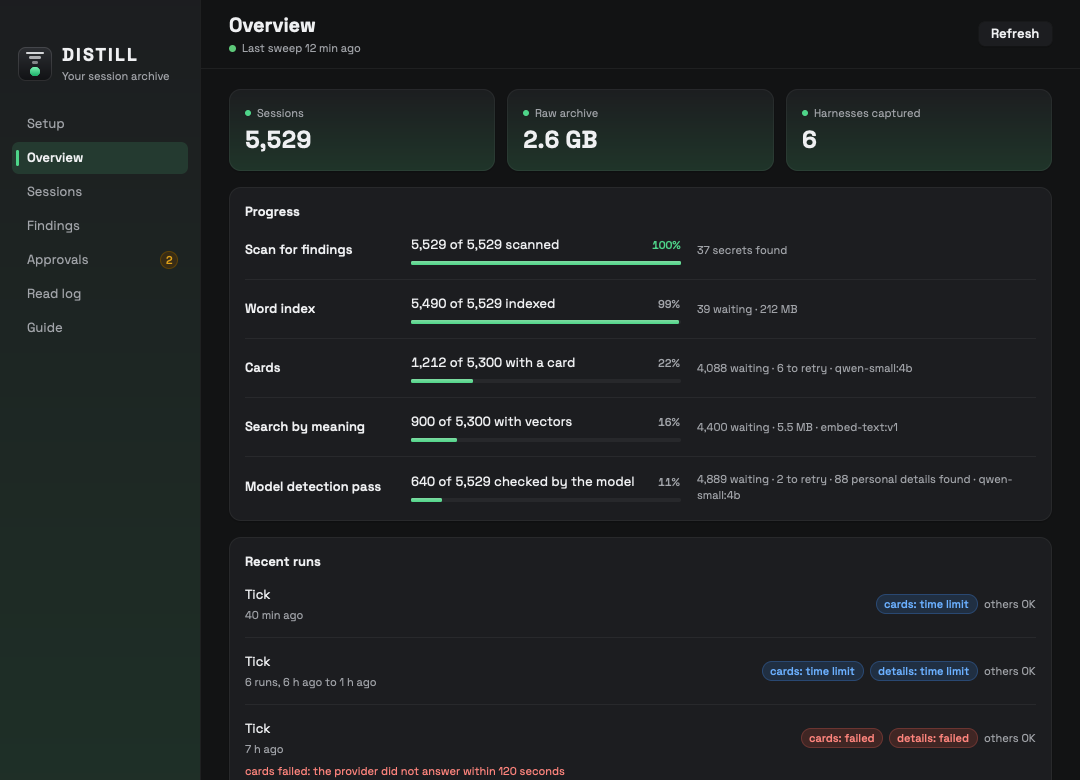 DISTILL
Your session archive
Setup
Overview
Sessions
Findings
Approvals 2
Read log
Guide
Overview
Last sweep 12 min ago
Refresh
Sessions
5,529
Raw archive
2.6 GB
Harnesses captured
6
Progress
Scan for findings
5,529 of 5,529 scanned 100%
37 secrets found
Word index
5,490 of 5,529 indexed 99%
39 waiting · 212 MB
Cards
1,212 of 5,300 with a card 22%
4,088 waiting · 6 to retry · qwen-small:4b
Search by meaning
900 of 5,300 with vectors 16%
4,400 waiting · 5.5 MB · embed-text:v1
Model detection pass
640 of 5,529 checked by the model 11%
4,889 waiting · 2 to retry · 88 personal details found · qwen-
small:4b
Recent runs
Tick
40 min ago
cards: time limit others OK
Tick
6 runs, 6 h ago to 1 h ago
cards: time limit details: time limit others OK
Tick
7 h ago
cards: failed details: failed others OK
cards failed: the provider did not answer within 120 seconds